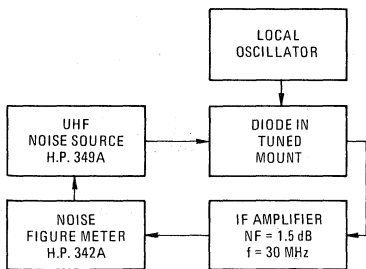 LOCAL
OSCILLATOR
UHF
NOISE SOURCE
H.P. 349A
DIODE IN
TUNED
MOUNT
NOISE
FIGURE METER
H.P. 342A
IF AMPLIFIER
NF = 1.5 dB
f = 30 MHz